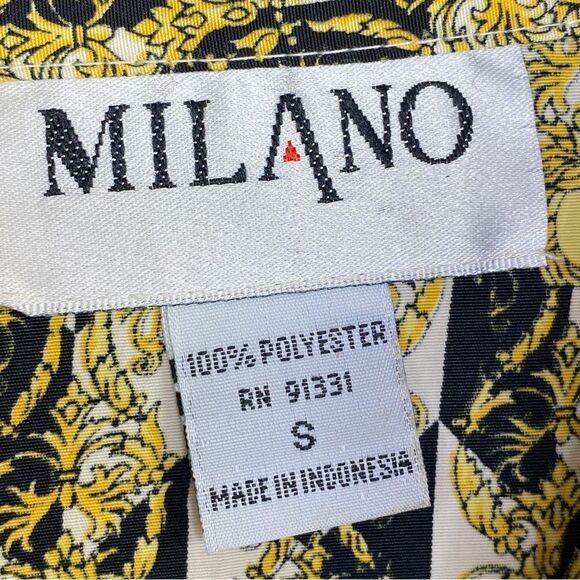 MILANO
100% POLYESTER
RN 91331
S
MADE IN INDONESIA